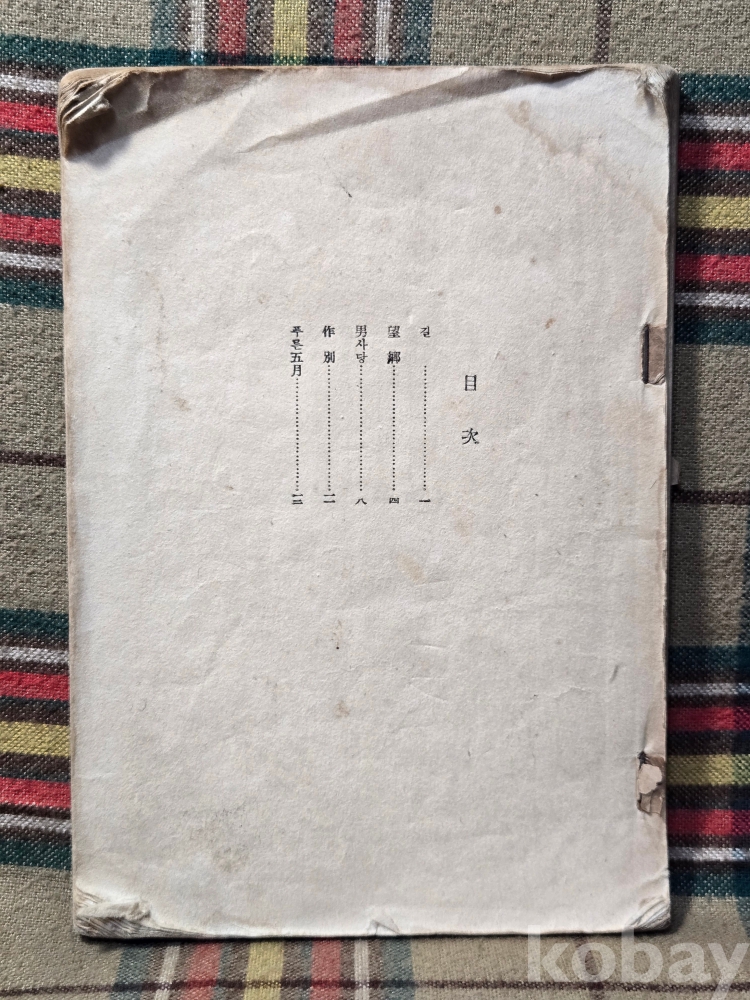 目次
길……一
望鄕……四
男사당……八
作別……一一
푸른五月……一三
kobay